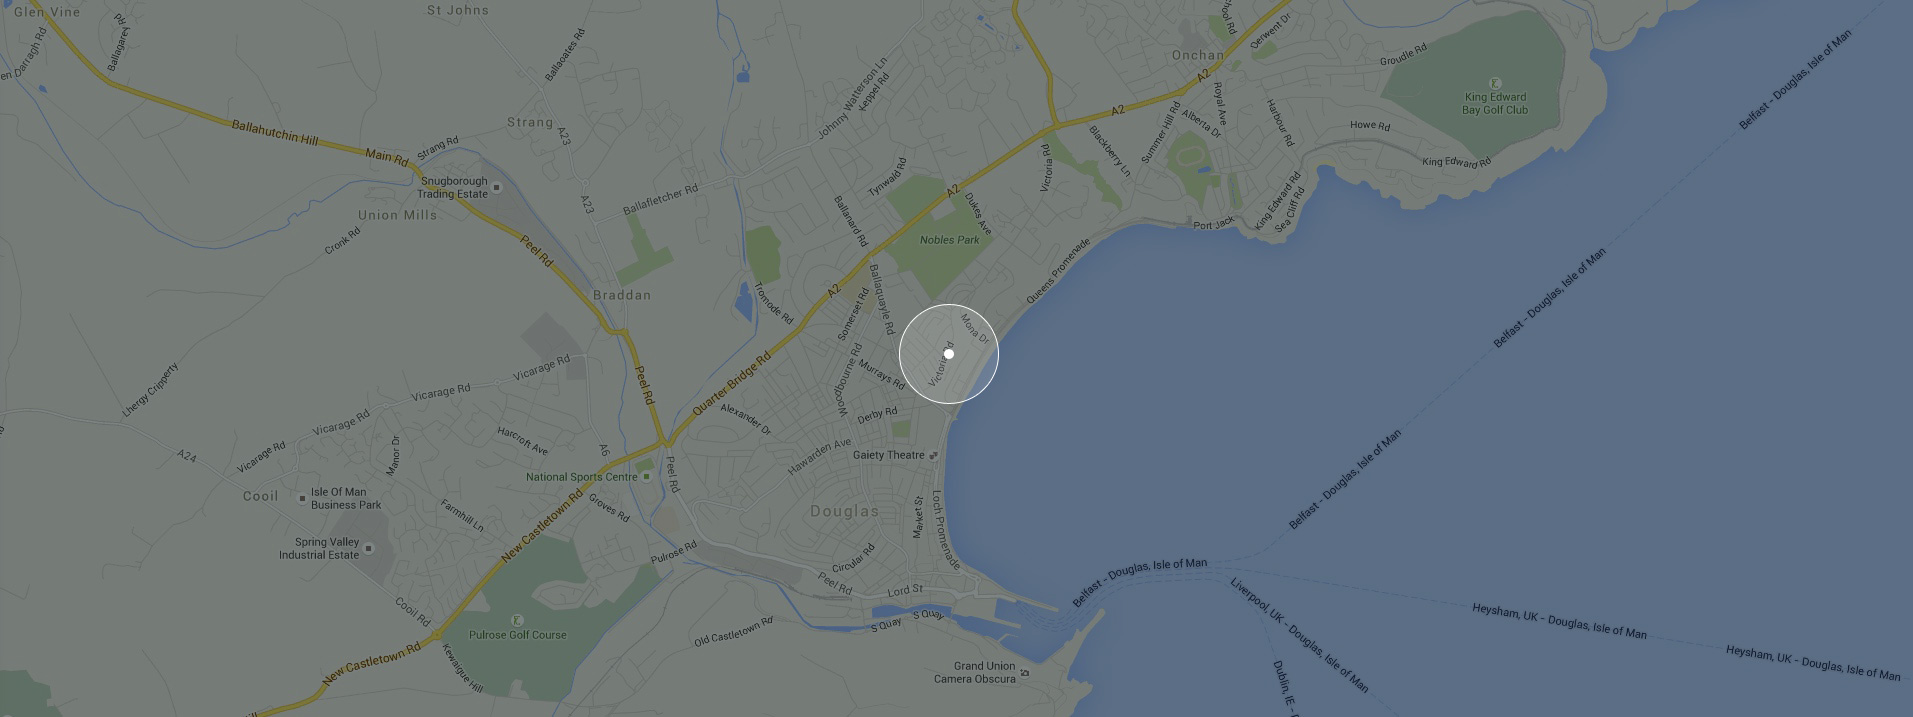 Glen Vine
Ballagarey Rd
St Johns
Ballaoates Rd
Johnny Watterson Ln
Keppel Rd
Onchan
Derwent Dr
Groudle Rd
A2
King Edward
Bay Golf Club
Belfast - Douglas, Isle of Man
Ballahutchin Hill
Main Rd
Strang Rd
Strang
A23
A2
Royal Ave
Alberta Dr
Summer Hill Rd
Harbour Rd
Howe Rd
King Edward Rd
Blackberry Ln
Victoria Rd
Snugborough
Trading Estate
Union Mills
Cronk Rd
A23
Ballafletcher Rd
Tynwald Rd
A2
Dukes Ave
Ballanard Rd
Nobles Park
King Edward Rd
Sea Cliff Rd
Port Jack
Queens Promenade
Peel Rd
Braddan
Tromode Rd
A2
Somerset Rd
Ballaquayle Rd
Mona Dr
Belfast - Douglas, Isle of Man
Lhergy Cripperty
Vicarage Rd
Vicarage Rd
Vicarage Rd
Vicarage Rd
Peel Rd
Quarter Bridge Rd
Alexander Dr
Woodbourne Rd
Murrays Rd
Derby Rd
Hawarden Ave
Gaiety Theatre
A24
Manor Dr
Harcroft Ave
A6
National Sports Centre
Peel Rd
Cooil
Isle Of Man
Business Park
Farmhill Ln
Groves Rd
New Castletown Rd
Douglas
Market St
Loch Promenade
Belfast - Douglas, Isle of Man
Spring Valley
Industrial Estate
Pulrose Rd
Circular Rd
Peel Rd
Lord St
S Quay
S Quay
Belfast - Douglas, Isle of Man
Cooil Rd
Pulrose Golf Course
Old Castletown Rd
New Castletown Rd
Kewaigue Hill
Grand Union
Camera Obscura
Liverpool, UK - Douglas, Isle of Man
Heysham, UK - Douglas, Isle of Man
Heysham, UK - Douglas, Isle of Man
Dublin, IE -